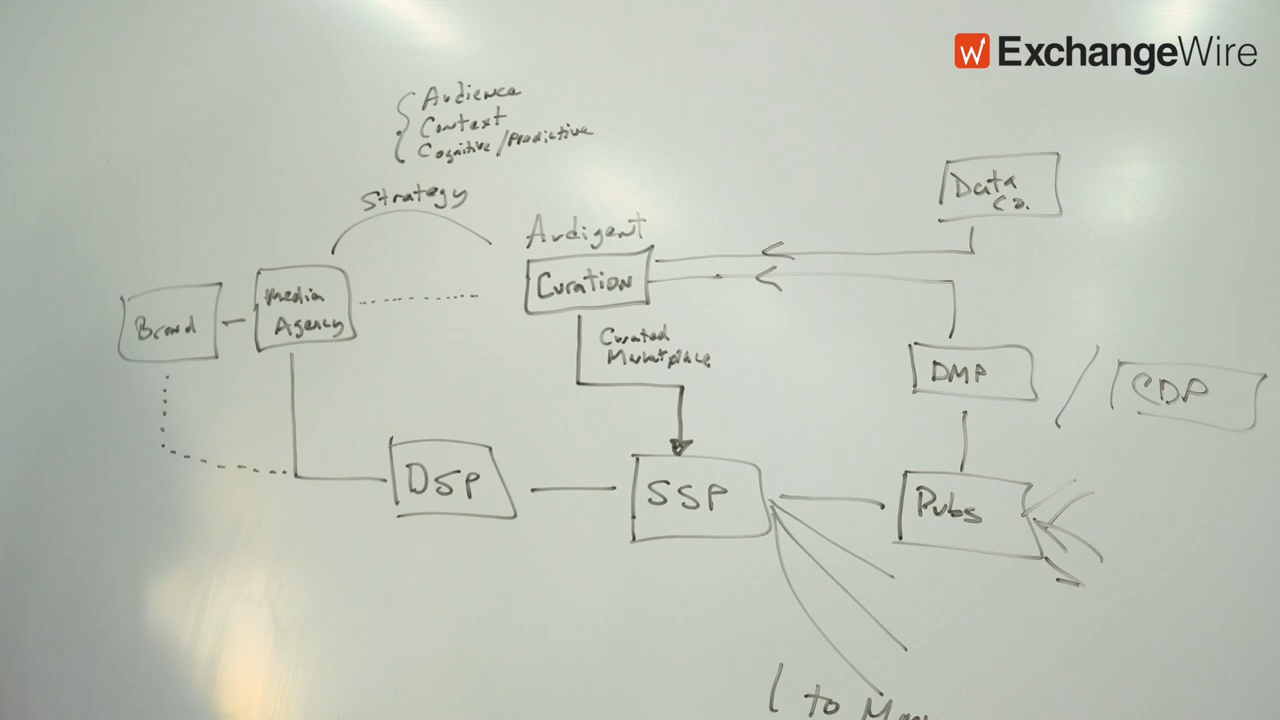 ExchangeWire
Audience
Context
Cognitive/Predictive
Strategy
Data
Co.
Audigent
Curation
Media
Agency
Brand
Curated
Marketplace
DMP
/
CDP
DSP
SSP
Pubs
1 to